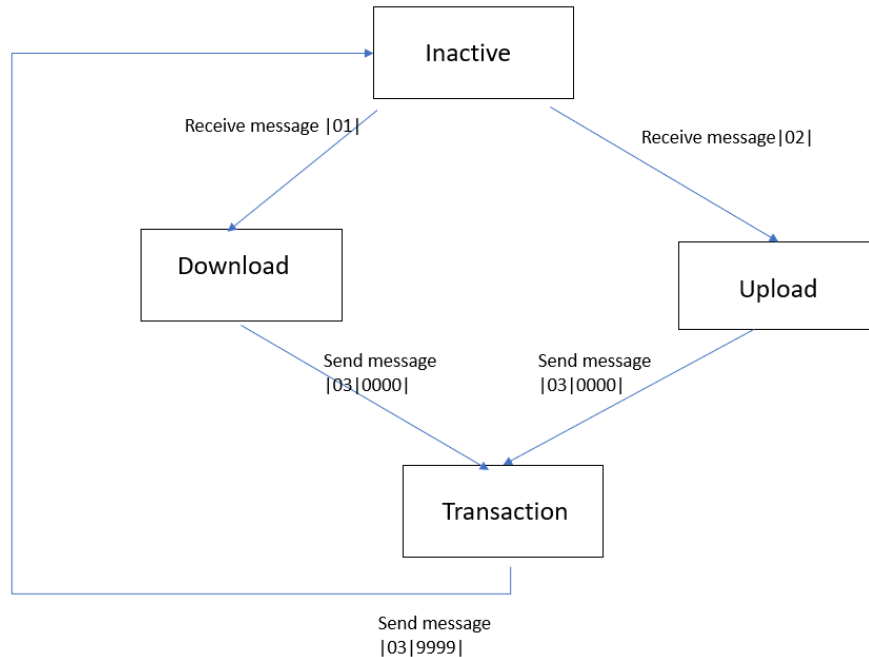 Inactive
Receive message |01|
Receive message|02|
Download
Upload
Send message
|03|0000|
Send message
|03|0000|
Transaction
Send message
|03|9999|